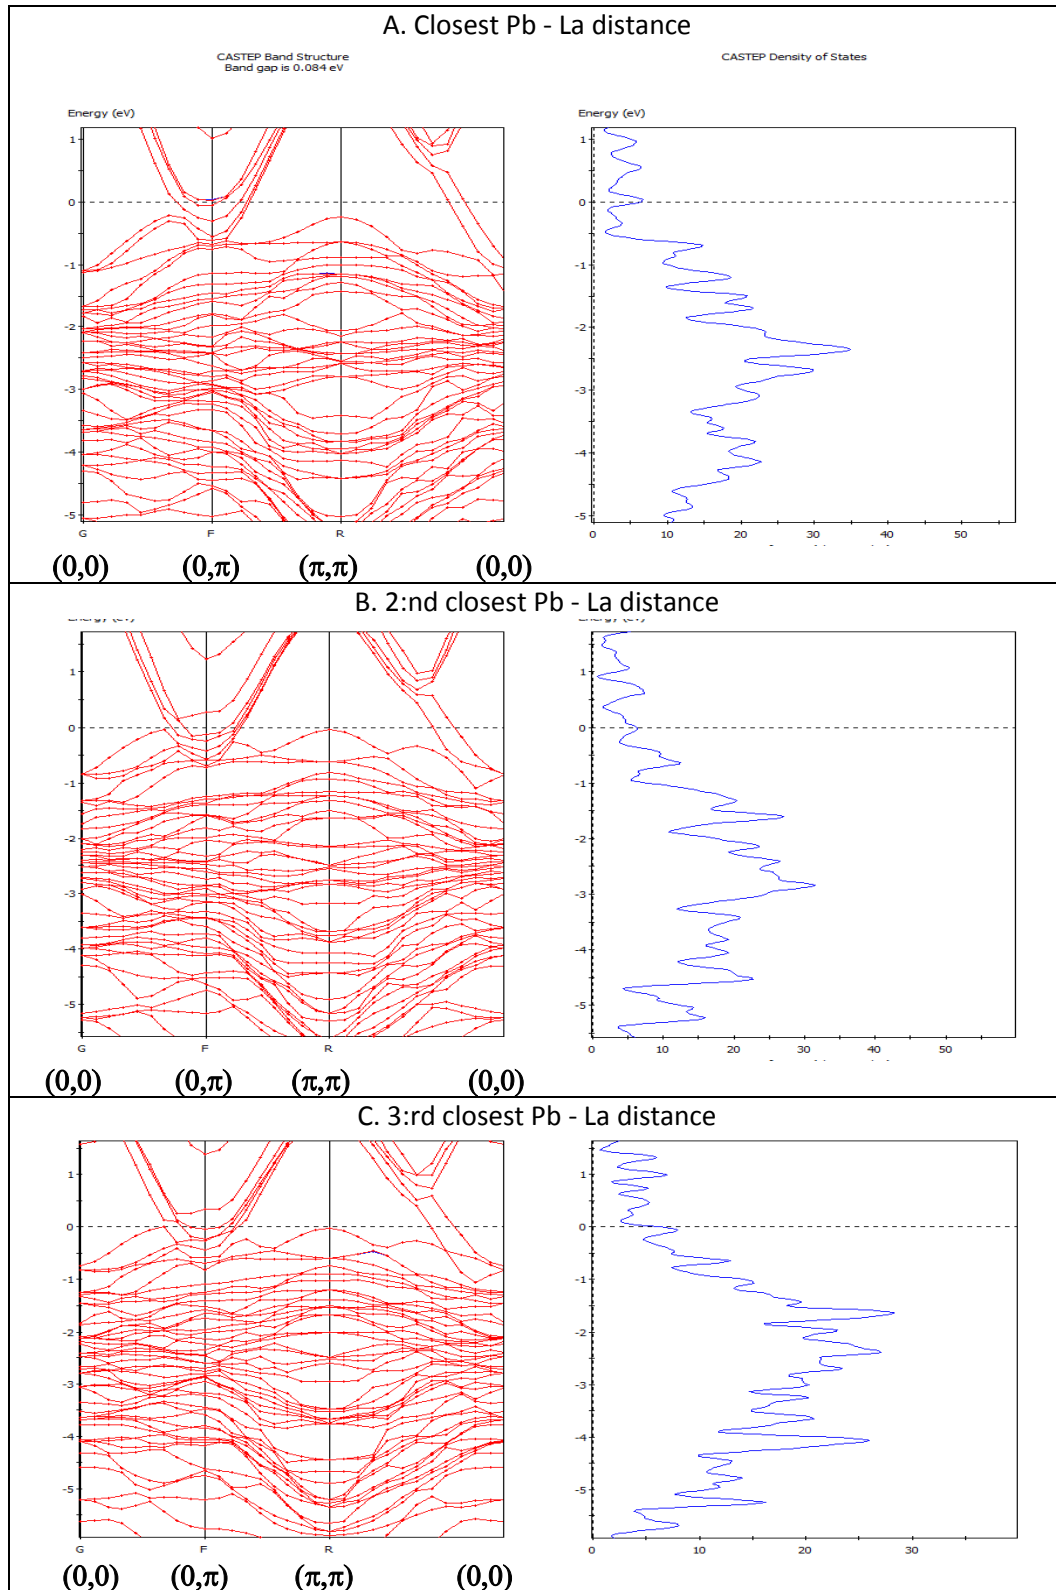 A. Closest Pb - La distance
CASTEP Band Structure
Band gap is 0.084 eV
CASTEP Density of States
Energy (eV)
Energy (eV)
1
0
-1
-2
-3
-4
-5
G F R
1
0
-1
-2
-3
-4
-5
0 10 20 30 40 50
(0,0) (0,π) (π,π) (0,0)
B. 2:nd closest Pb - La distance
Energy (eV)
Energy (eV)
1
0
-1
-2
-3
-4
-5
G F R
1
0
-1
-2
-3
-4
-5
0 10 20 30 40 50
(0,0) (0,π) (π,π) (0,0)
C. 3:rd closest Pb - La distance
1
0
-1
-2
-3
-4
-5
G F R
1
0
-1
-2
-3
-4
-5
0 10 20 30
(0,0) (0,π) (π,π) (0,0)